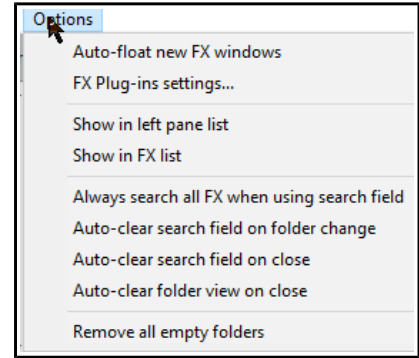 Options
Auto-float new FX windows
FX Plug-ins settings...
Show in left pane list
Show in FX list
Always search all FX when using search field
Auto-clear search field on folder change
Auto-clear search field on close
Auto-clear folder view on close
Remove all empty folders